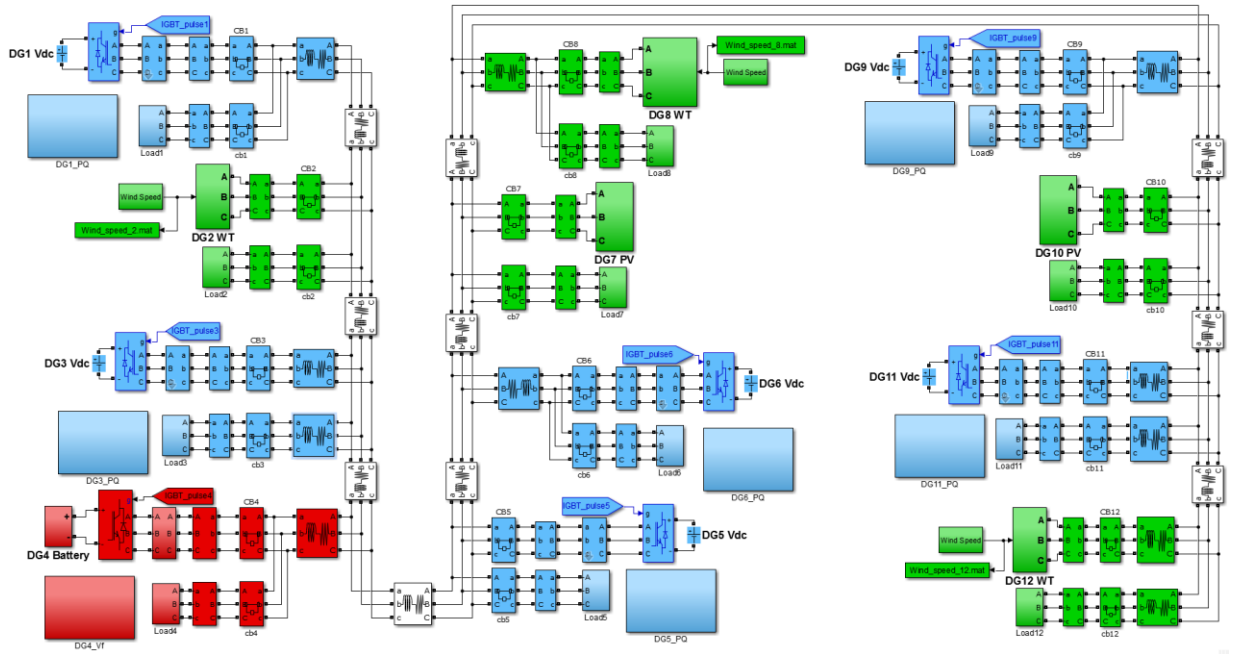 IGBT_pulse1
DG1 Vdc
CB1
Load1
cb1
DG1_PQ
Wind Speed
Wind_speed_2.mat
DG2 WT
CB2
Load2
cb2
IGBT_pulse3
DG3 Vdc
CB3
Load3
cb3
DG3_PQ
IGBT_pulse4
DG4 Battery
CB4
Load4
cb4
DG4_Vf
CB8
Wind_speed_8.mat
Wind Speed
DG8 WT
cb8
Load8
CB7
DG7 PV
cb7
Load7
IGBT_pulse6
CB6
DG6 Vdc
cb6
Load6
DG6_PQ
IGBT_pulse5
CB5
DG5 Vdc
cb5
Load5
DG5_PQ
IGBT_pulse9
DG9 Vdc
CB9
Load9
cb9
DG9_PQ
CB10
DG10 PV
Load10
cb10
IGBT_pulse11
DG11 Vdc
CB11
Load11
cb11
DG11_PQ
Wind Speed
Wind_speed_12.mat
DG12 WT
CB12
Load12
cb12